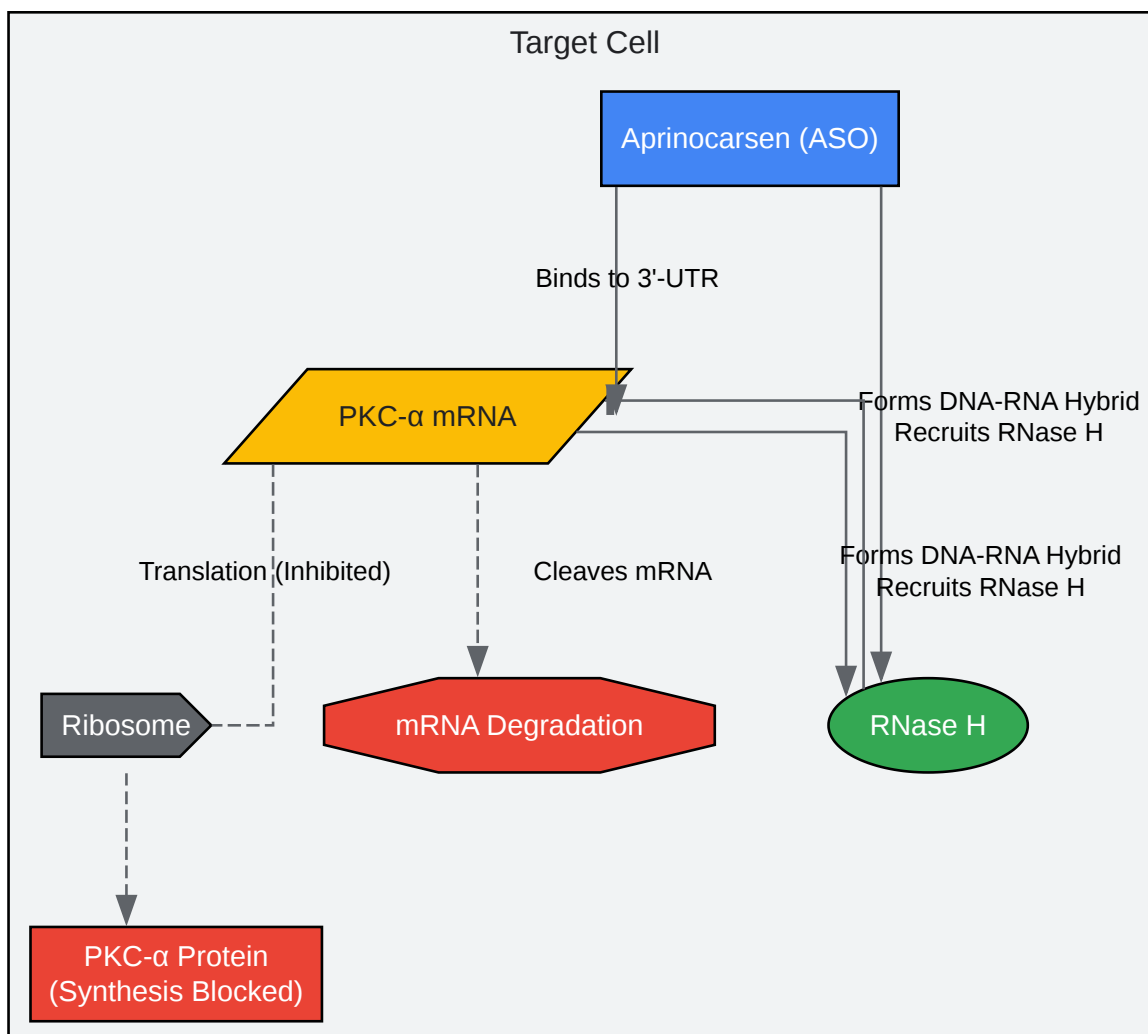 Target Cell
Aprinocarsen (ASO)
Binds to 3'-UTR
PKC-α mRNA
Forms DNA-RNA Hybrid
Recruits RNase H
Translation (Inhibited)
Cleaves mRNA
Forms DNA-RNA Hybrid
Recruits RNase H
Ribosome
mRNA Degradation
RNase H
PKC-α Protein
(Synthesis Blocked)